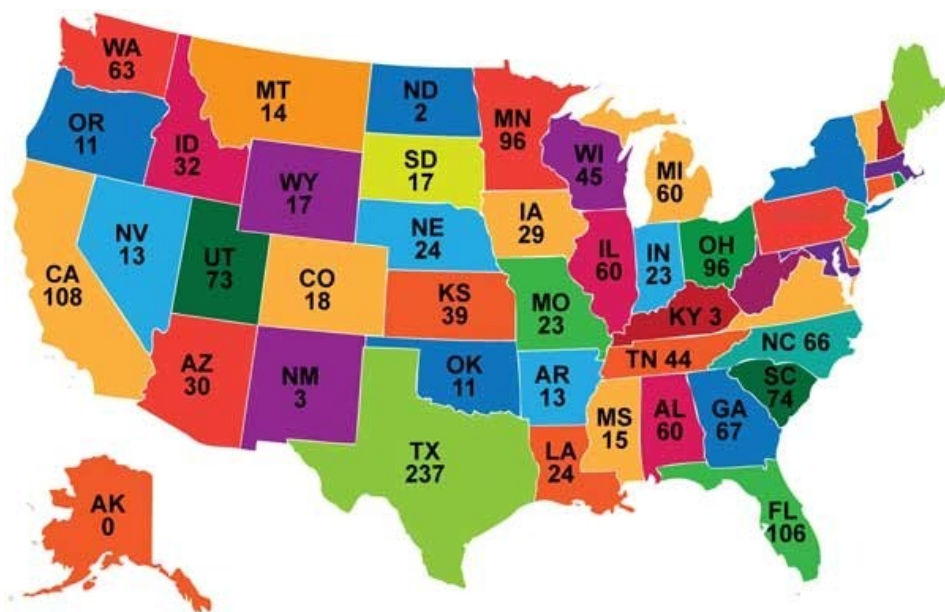 WA
63
MT
14
ND
2
MN
96
OR
11
ID
32
WY
17
SD
17
WI
45
MI
60
NV
13
UT
73
CO
18
NE
24
IA
29
IL
60
IN
23
OH
96
CA
108
KS
39
MO
23
KY 3
AZ
30
NM
3
OK
11
AR
13
TN 44
NC 66
SC
74
TX
237
LA
24
MS
15
AL
60
GA
67
FL
106
AK
0